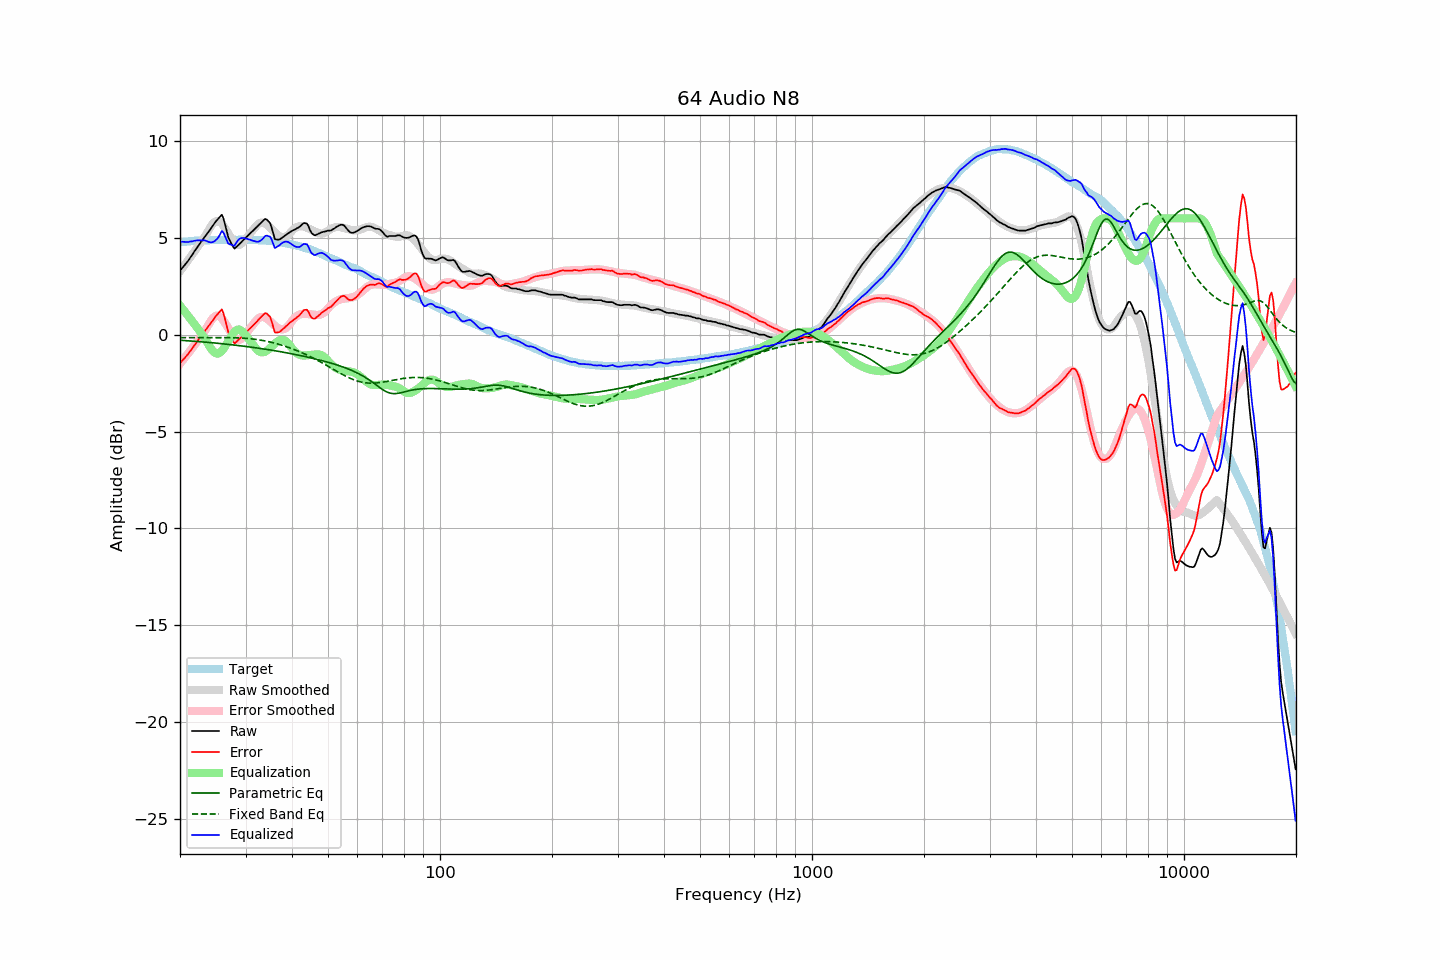 64 Audio N8
10
5
0
−5
−10
−15
−20
−25
Amplitude (dBr)
Target
Raw Smoothed
Error Smoothed
Raw
Error
Equalization
Parametric Eq
Fixed Band Eq
Equalized
100
1000
10000
Frequency (Hz)